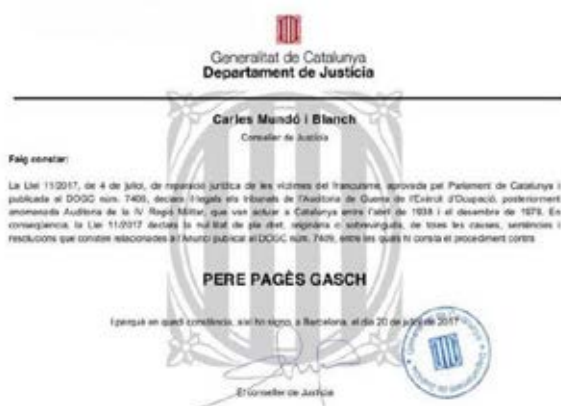 Generalitat de Catalunya
Departament de Justícia
Carles Mundó i Blanch
Conseller de Justícia
Faig constar:
La Llei 11/2017, de 4 de juliol, de reparació jurídica de les víctimes del franquisme, aprovada pel Parlament de Catalunya i
publicada al DOGC núm. 7406, declara il·legals els tribunals de l'Auditoria de Guerra de l'Exèrcit d'Ocupació, posteriorment
anomenada Auditoria de la IV Regió Militar, que van actuar a Catalunya entre l'abril de 1938 i el desembre de 1978. En
conseqüència, la Llei 11/2017 declara la nul·litat de ple dret, originària o sobrevinguda, de totes les causes, sentències i
resolucions que consten relacionades a l'Anunci publicat al DOGC núm. 7409, entre les quals hi consta el procediment contra
PERE PAGÈS GASCH
I perquè en quedi constància, així ho signo, a Barcelona, el dia 20 de juliol de 2017
El conseller de Justícia